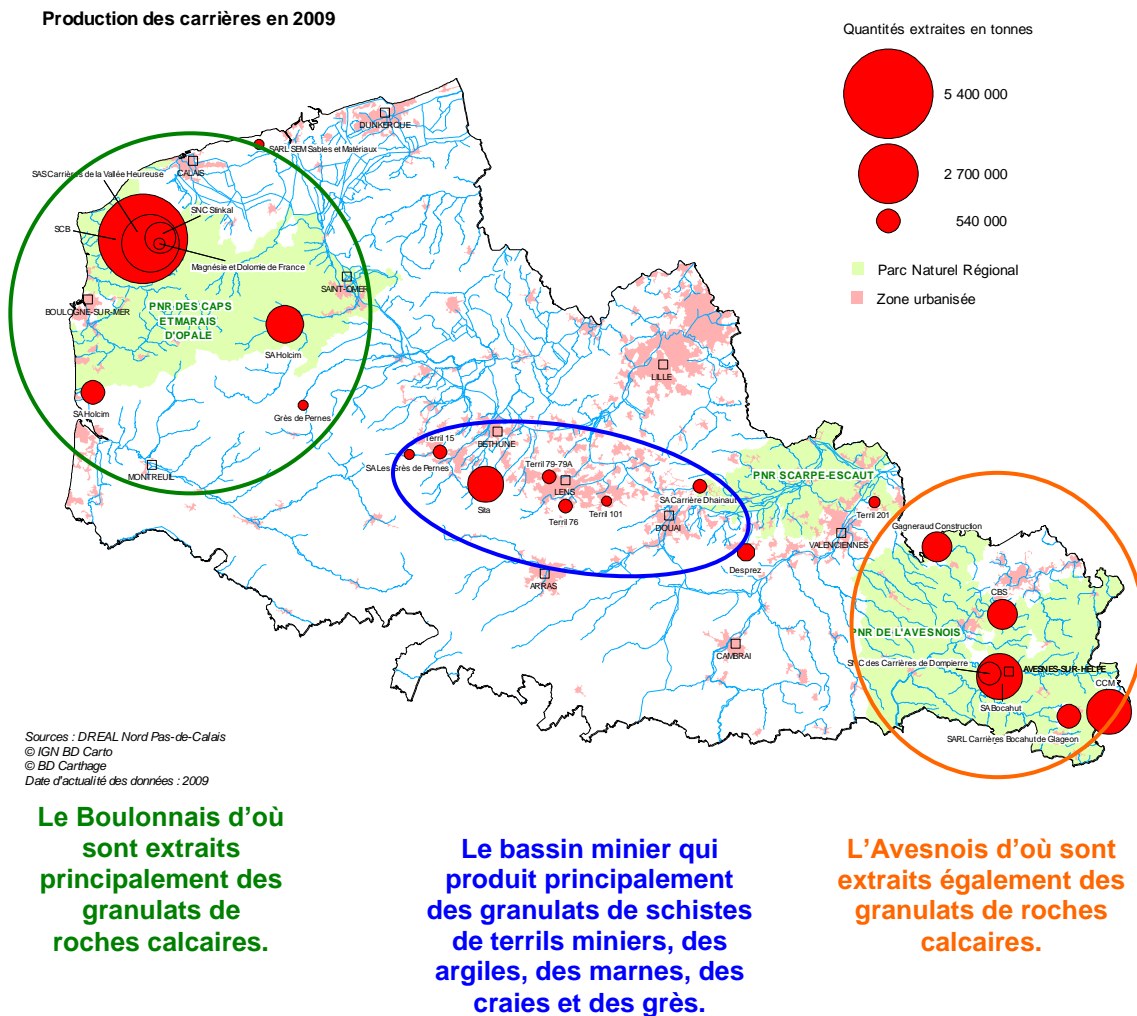 Production des carrières en 2009
Quantités extraites en tonnes
5 400 000
2 700 000
540 000
Parc Naturel Régional
Zone urbanisée
DUNKERQUE
SARL SEM Sables et Matériaux
CALAIS
SAS Carrières de la Vallée Heureuse
SNC Stinkal
SCB
Magnésie et Dolomie de France
SAINT-OMER
BOULOGNE-SUR-MER
PNR DES CAPS
ET MARAIS
D'OPALE
SA Holcim
SA Holcim
Grès de Pernes
MONTREUIL
LILLE
BETHUNE
Terril 15
SA Les Grès de Pernes
Terril 79-79A
LENS
Sita
Terril 76
Terril 101
SA Carrière Dhainaut
DOUAI
PNR SCARPE-ESCAUT
Terril 201
VALENCIENNES
Desprez
ARRAS
CAMBRAI
Gagneraud Construction
CBS
PNR DE L'AVESNOIS
SNC des Carrières de Dompierre
AVESNES-SUR-HELPE
SA Bocahut
CCM
SARL Carrières Bocahut de Glageon
Sources : DREAL Nord Pas-de-Calais
© IGN BD Carto
© BD Carthage
Date d'actualité des données : 2009
Le Boulonnais d'où
sont extraits
principalement des
granulats de
roches calcaires.
Le bassin minier qui
produit principalement
des granulats de schistes
de terrils miniers, des
argiles, des marnes, des
craies et des grès.
L'Avesnois d'où sont
extraits également des
granulats de roches
calcaires.